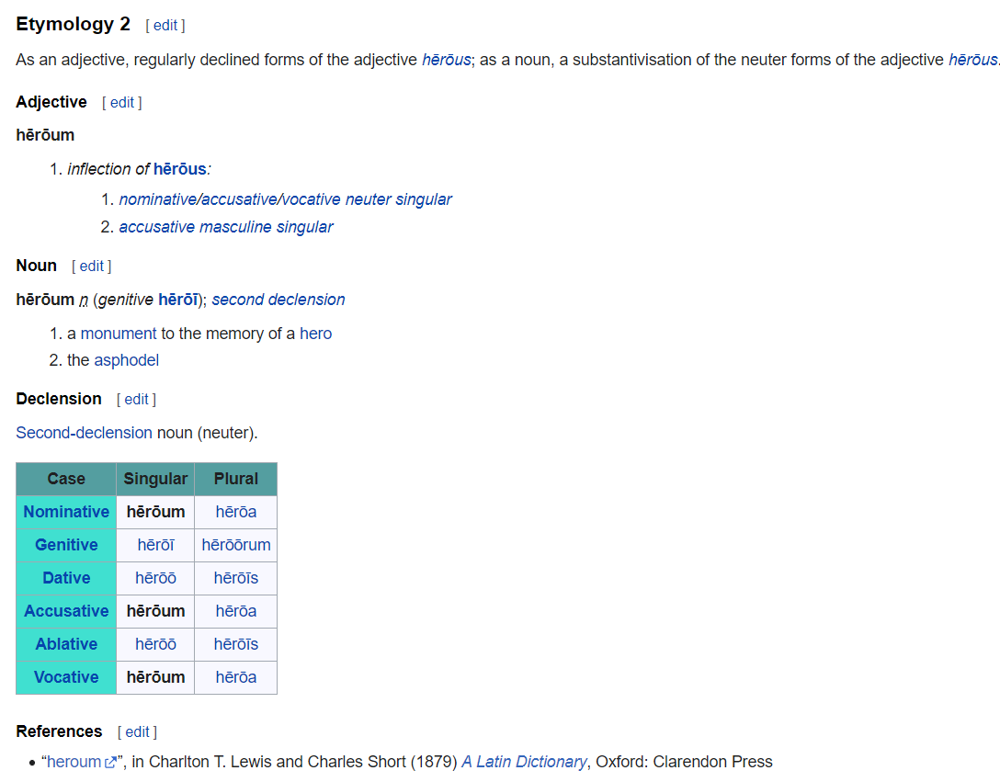 Etymology 2 [ edit ]
As an adjective, regularly declined forms of the adjective hērōus; as a noun, a substantivisation of the neuter forms of the adjective hērōus.
Adjective [ edit ]
hērōum
1. inflection of hērōus:
1. nominative/accusative/vocative neuter singular
2. accusative masculine singular
Noun [ edit ]
hērōum n (genitive hērōī); second declension
1. a monument to the memory of a hero
2. the asphodel
Declension [ edit ]
Second-declension noun (neuter).
Case Singular Plural
Nominative hērōum hērōa
Genitive hērōī hērōōrum
Dative hērōō hērōīs
Accusative hērōum hērōa
Ablative hērōō hērōīs
Vocative hērōum hērōa
References [ edit ]
• “heroum”, in Charlton T. Lewis and Charles Short (1879) A Latin Dictionary, Oxford: Clarendon Press